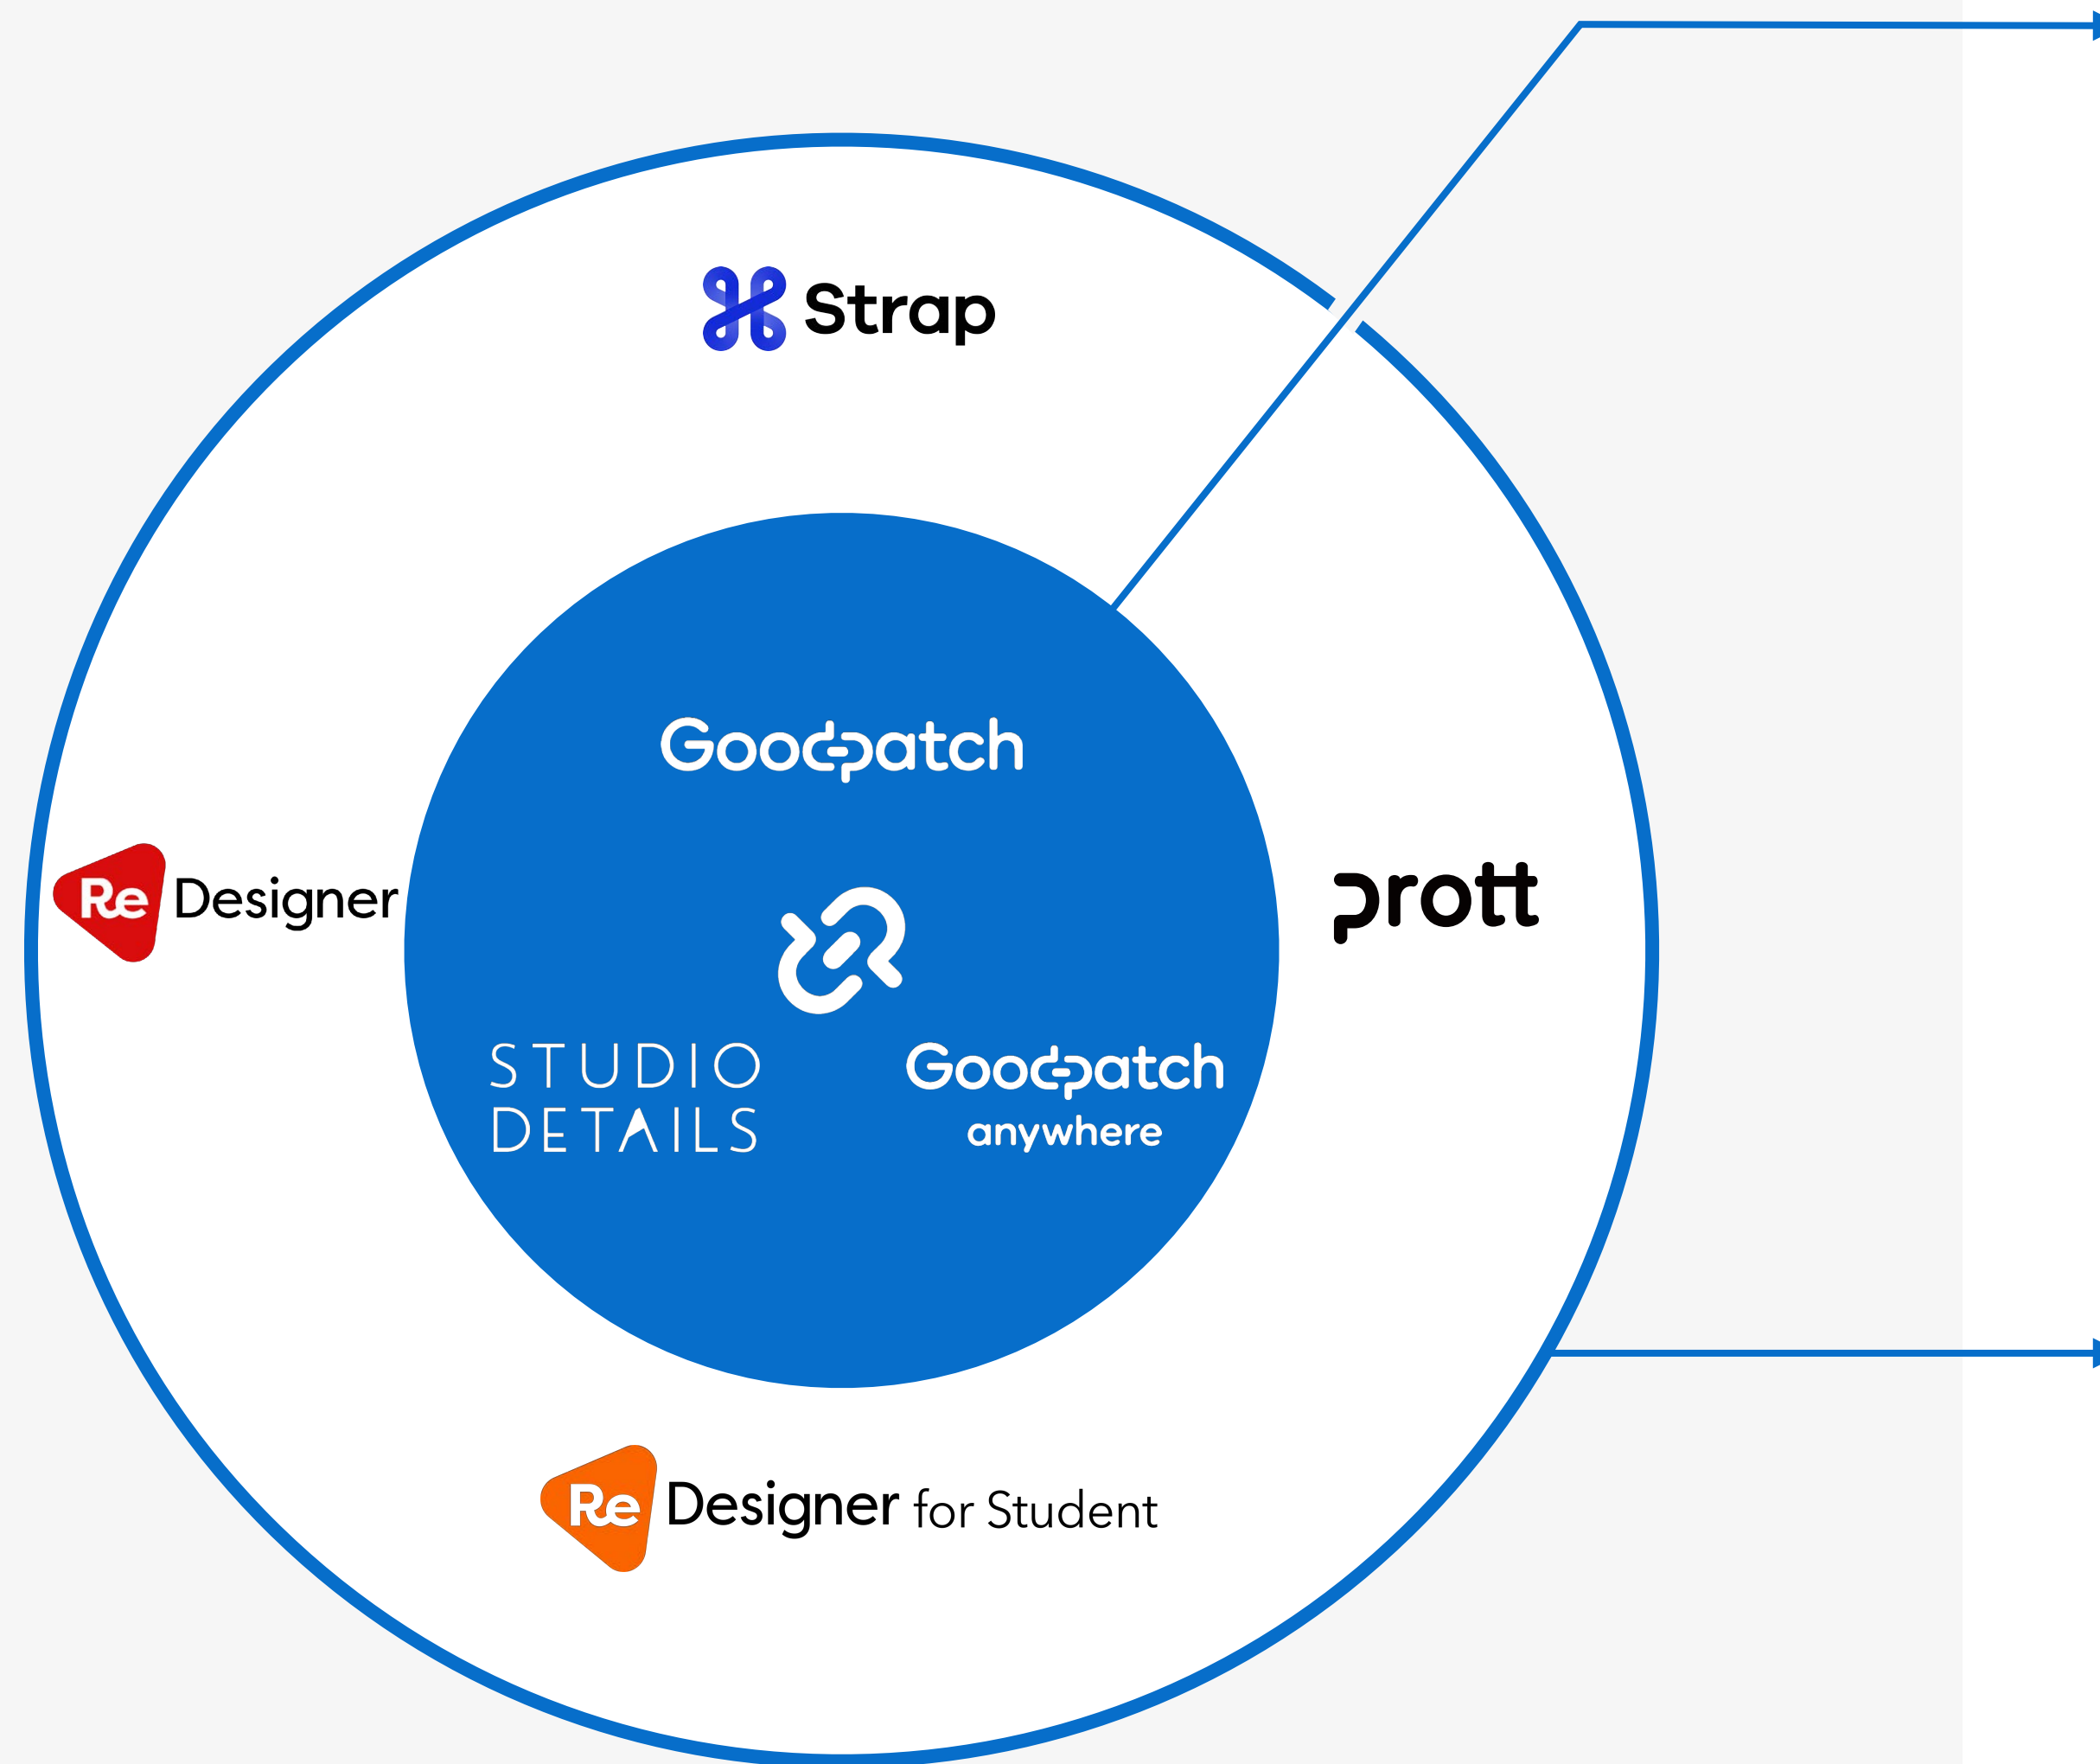 Strap
Goodpatch
Re Designer
prott
STUDIO
DETAILS
Goodpatch
anywhere
Re Designer for Student